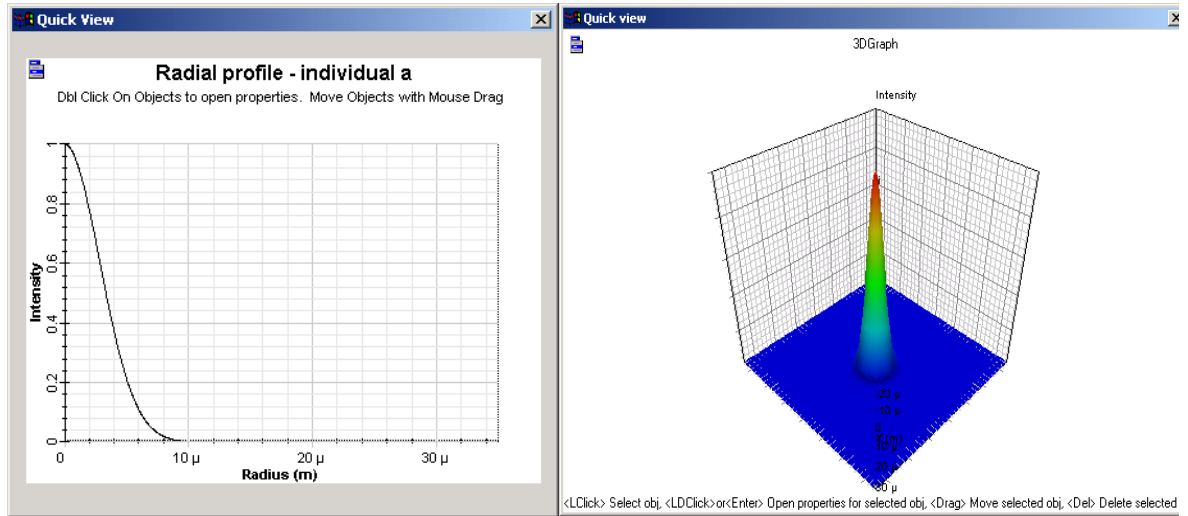 Quick View
Radial profile - individual a
Dbl Click On Objects to open properties. Move Objects with Mouse Drag
1
0.8
0.6
0.4
0.2
0
Intensity
0
10 µ
20 µ
30 µ
Radius (m)
Quick view
3DGraph
Intensity
-20 µ
-10 µ
0
10 µ
20 µ
30 µ
<LClick> Select obj, <LDClick>or<Enter> Open properties for selected obj, <Drag> Move selected obj, <Del> Delete selected